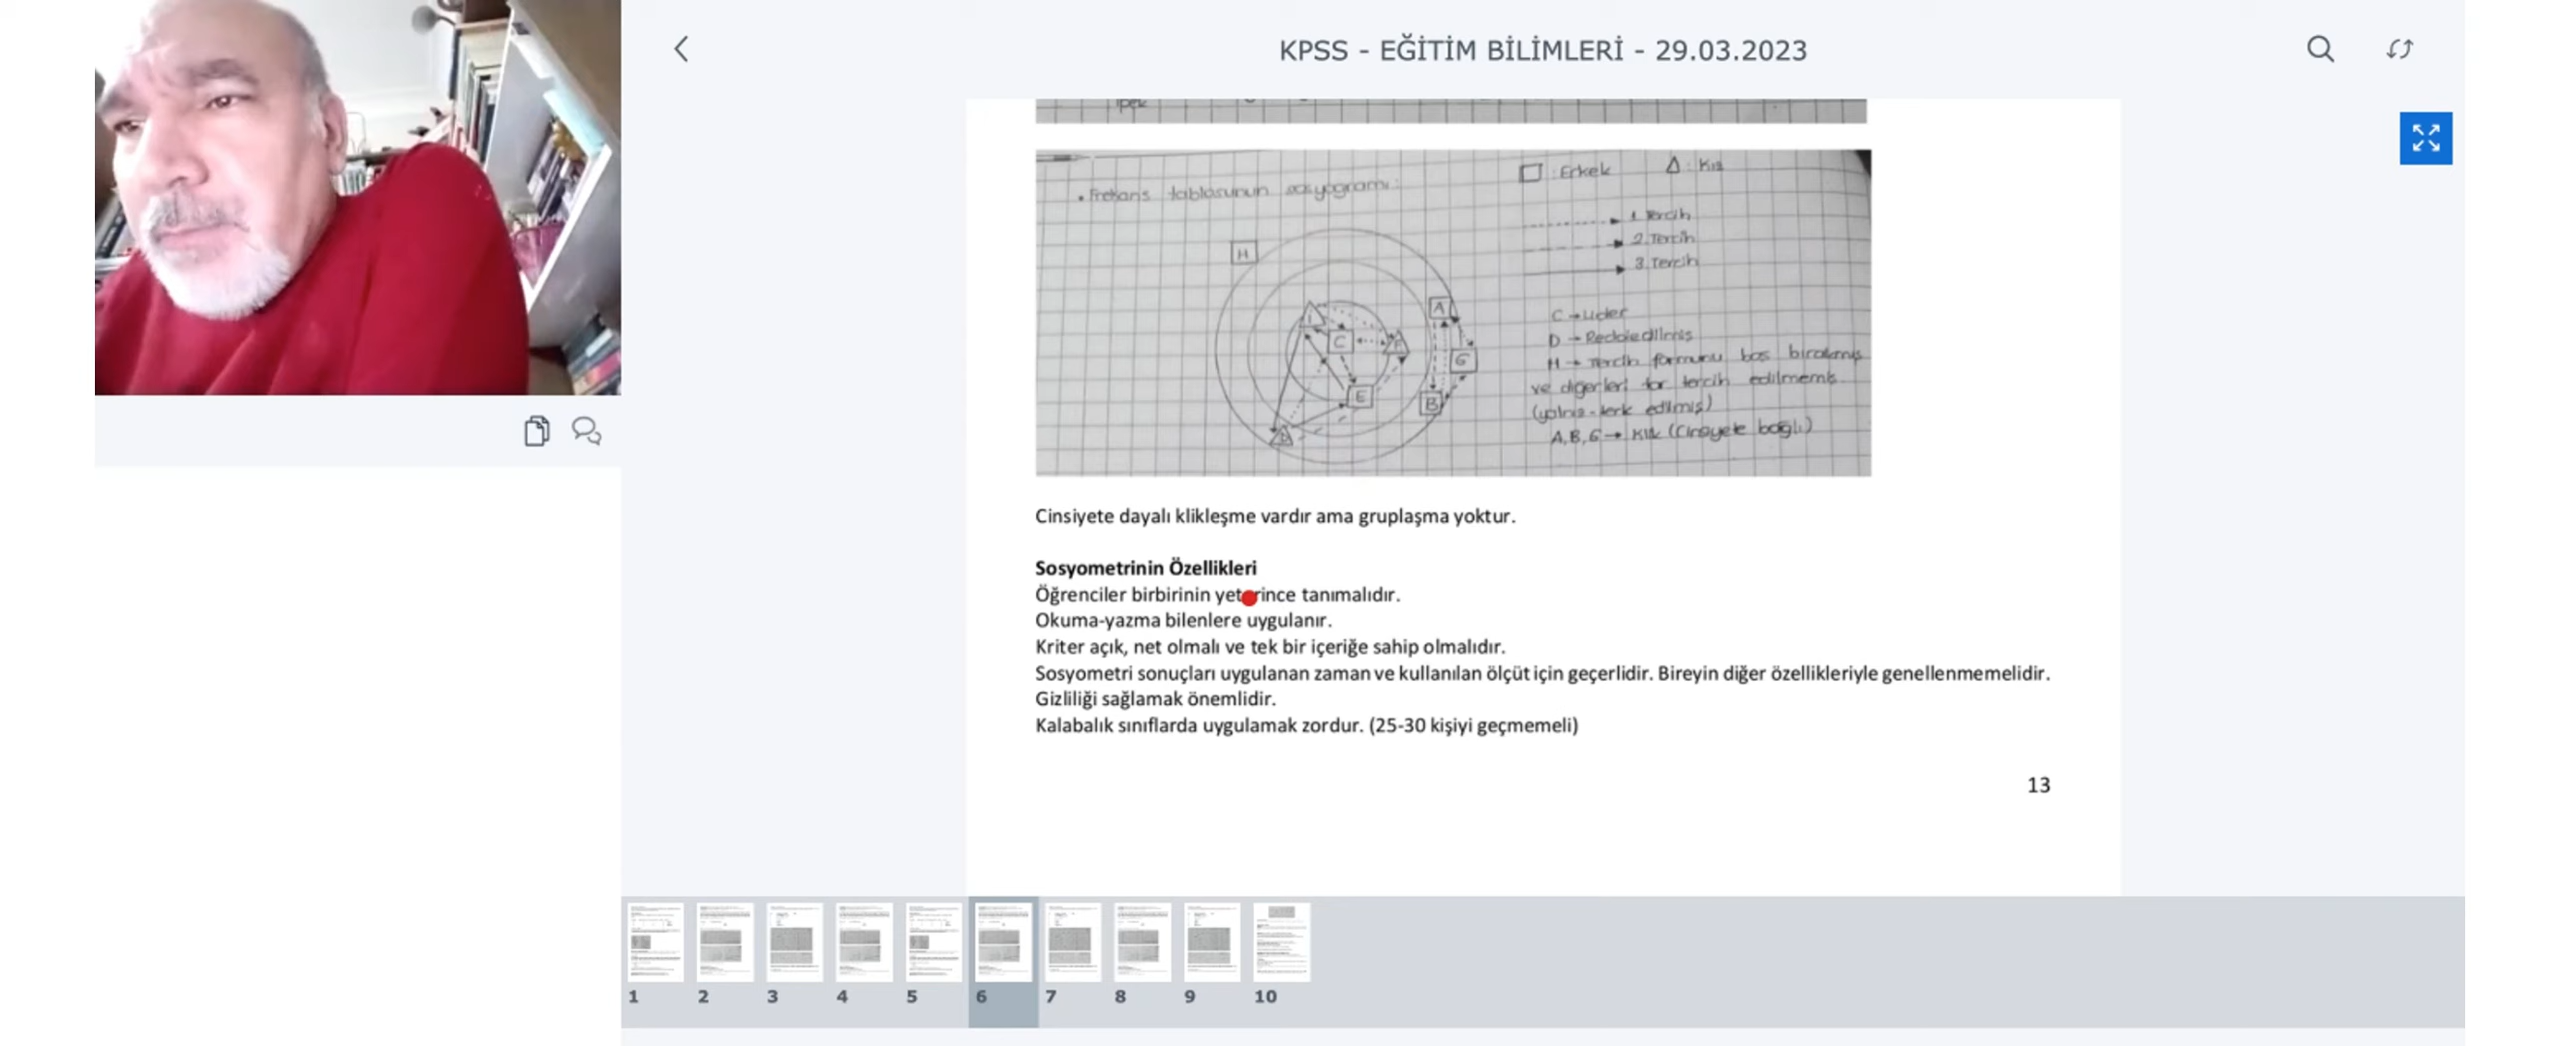 KPSS - EĞİTİM BİLİMLERİ - 29.03.2023
ipek
• Frekans tablosunun sosyogramı:
□ : Erkek △ : Kız
1. Tercih
2. Tercih
3. Tercih
H
A
C
G
E
B
C → Lider
D → Reddedilmiş
H → Tercih formunu boş bırakmış
ve diğerleri tar tercih edilmemiş
(yalnız-terk edilmiş)
A, B, G → Klik (Cinsiyete bağlı)
Cinsiyete dayalı klikleşme vardır ama gruplaşma yoktur.
Sosyometrinin Özellikleri
Öğrenciler birbirinin yeterince tanımalıdır.
Okuma-yazma bilenlere uygulanır.
Kriter açık, net olmalı ve tek bir içeriğe sahip olmalıdır.
Sosyometri sonuçları uygulanan zaman ve kullanılan ölçüt için geçerlidir. Bireyin diğer özellikleriyle genellenmemelidir.
Gizliliği sağlamak önemlidir.
Kalabalık sınıflarda uygulamak zordur. (25-30 kişiyi geçmemeli)
13
1 2 3 4 5 6 7 8 9 10